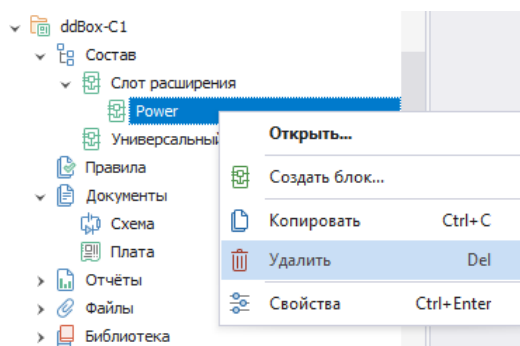 ddBox-C1
Состав
Слот расширения
Power
Универсальный
Правила
Документы
Схема
Плата
Отчёты
Файлы
Библиотека
Открыть...
Создать блок...
Копировать Ctrl+C
Удалить Del
Свойства Ctrl+Enter